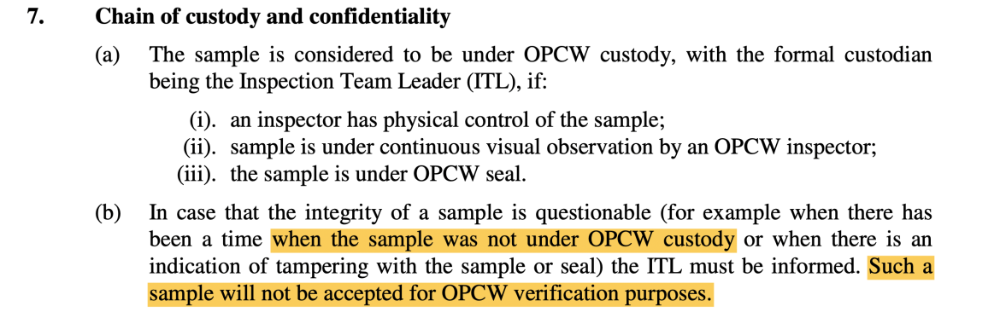 7. Chain of custody and confidentiality
(a) The sample is considered to be under OPCW custody, with the formal custodian
being the Inspection Team Leader (ITL), if:
(i). an inspector has physical control of the sample;
(ii). sample is under continuous visual observation by an OPCW inspector;
(iii). the sample is under OPCW seal.
(b) In case that the integrity of a sample is questionable (for example when there has
been a time when the sample was not under OPCW custody or when there is an
indication of tampering with the sample or seal) the ITL must be informed. Such a
sample will not be accepted for OPCW verification purposes.